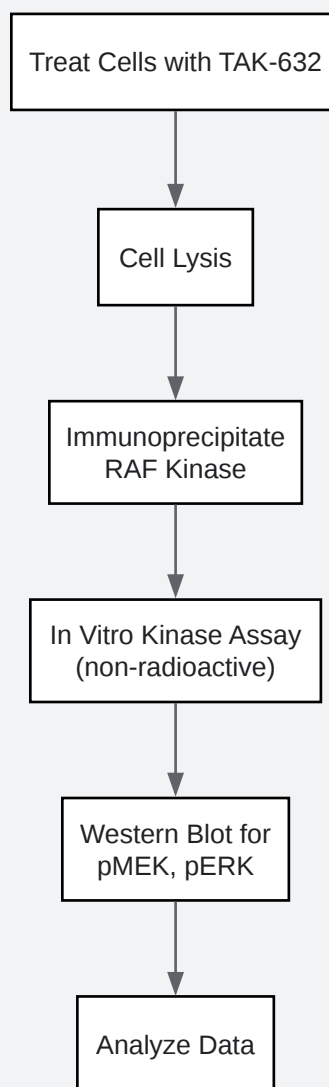 Treat Cells with TAK-632
Cell Lysis
Immunoprecipitate
RAF Kinase
In Vitro Kinase Assay
(non-radioactive)
Western Blot for
pMEK, pERK
Analyze Data